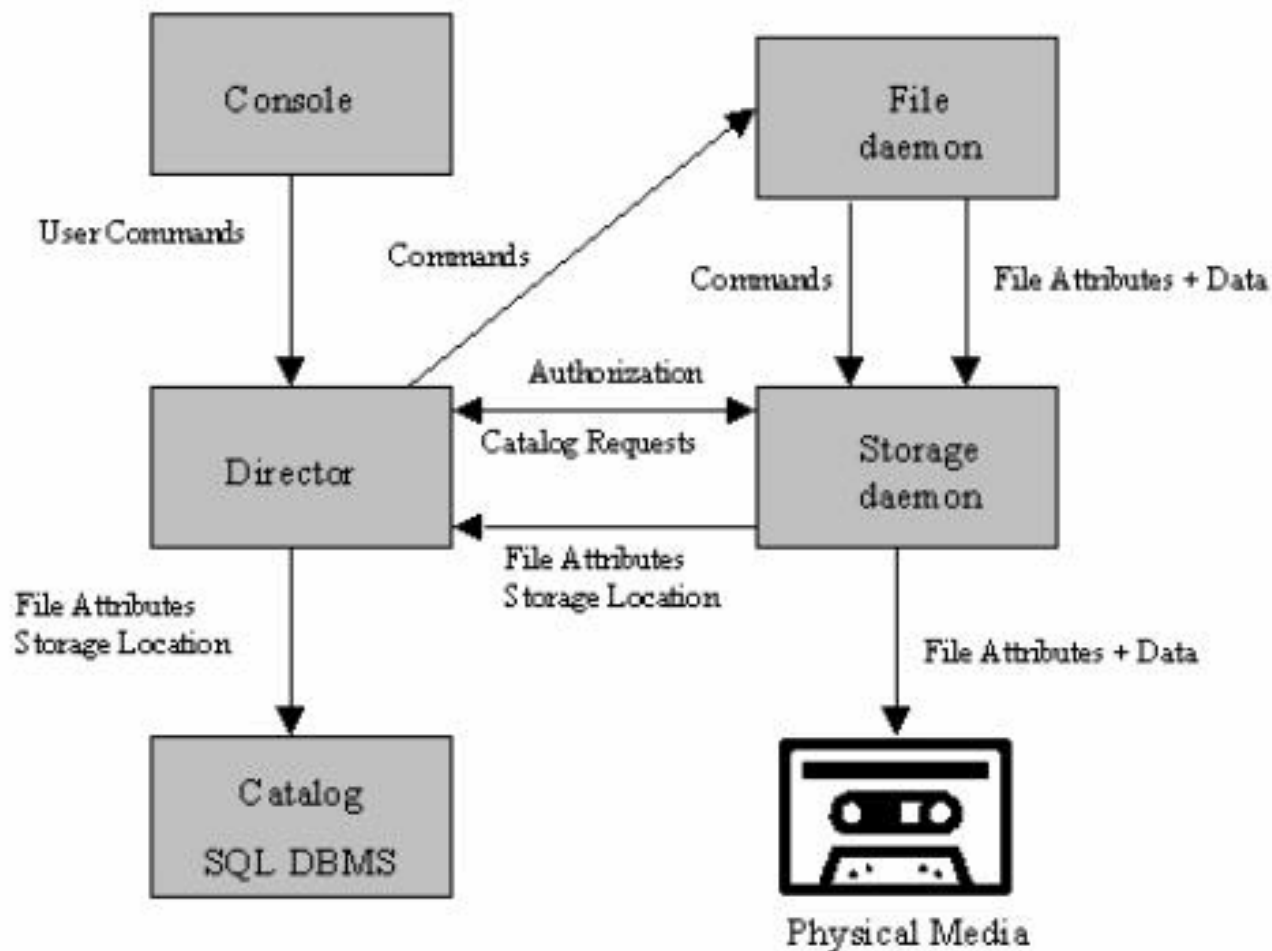 Console
File
daemon
User Commands
Commands
Commands
File Attributes + Data
Authorization
Director
Catalog Requests
Storage
daemon
File Attributes
Storage Location
File Attributes
Storage Location
File Attributes + Data
Catalog
SQL DBMS
Physical Media